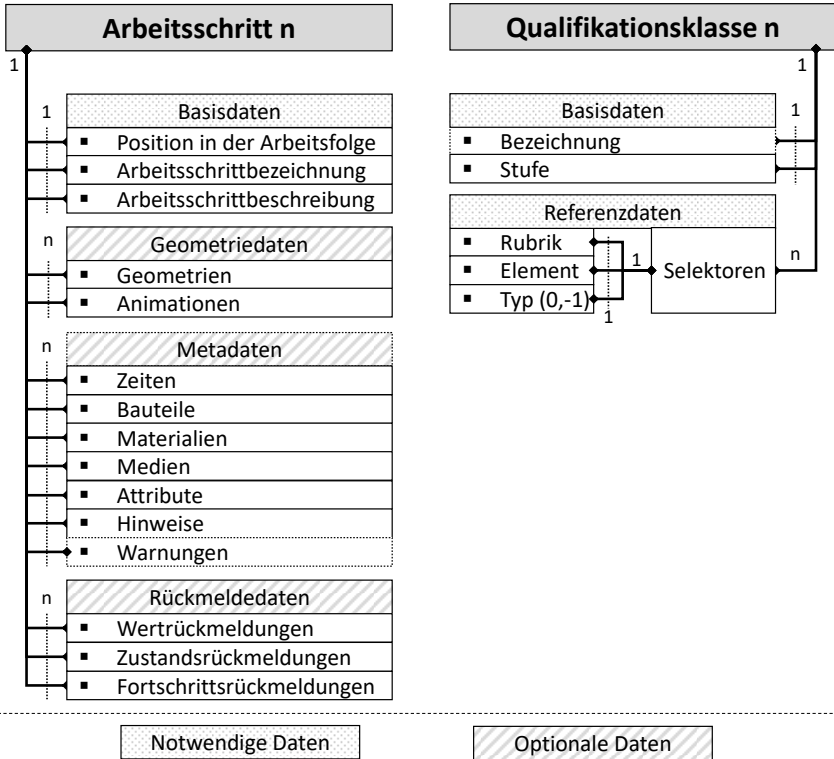 Arbeitsschritt n
1
1
Basisdaten
▪ Position in der Arbeitsfolge
▪ Arbeitsschrittbezeichnung
▪ Arbeitsschrittbeschreibung
n
Geometriedaten
▪ Geometrien
▪ Animationen
n
Metadaten
▪ Zeiten
▪ Bauteile
▪ Materialien
▪ Medien
▪ Attribute
▪ Hinweise
▪ Warnungen
n
Rückmeldedaten
▪ Wertrückmeldungen
▪ Zustandsrückmeldungen
▪ Fortschrittsrückmeldungen
Qualifikationsklasse n
1
Basisdaten
1
▪ Bezeichnung
▪ Stufe
Referenzdaten
▪ Rubrik
▪ Element
▪ Typ (0,-1)
1
1
Selektoren
n
Notwendige Daten
Optionale Daten